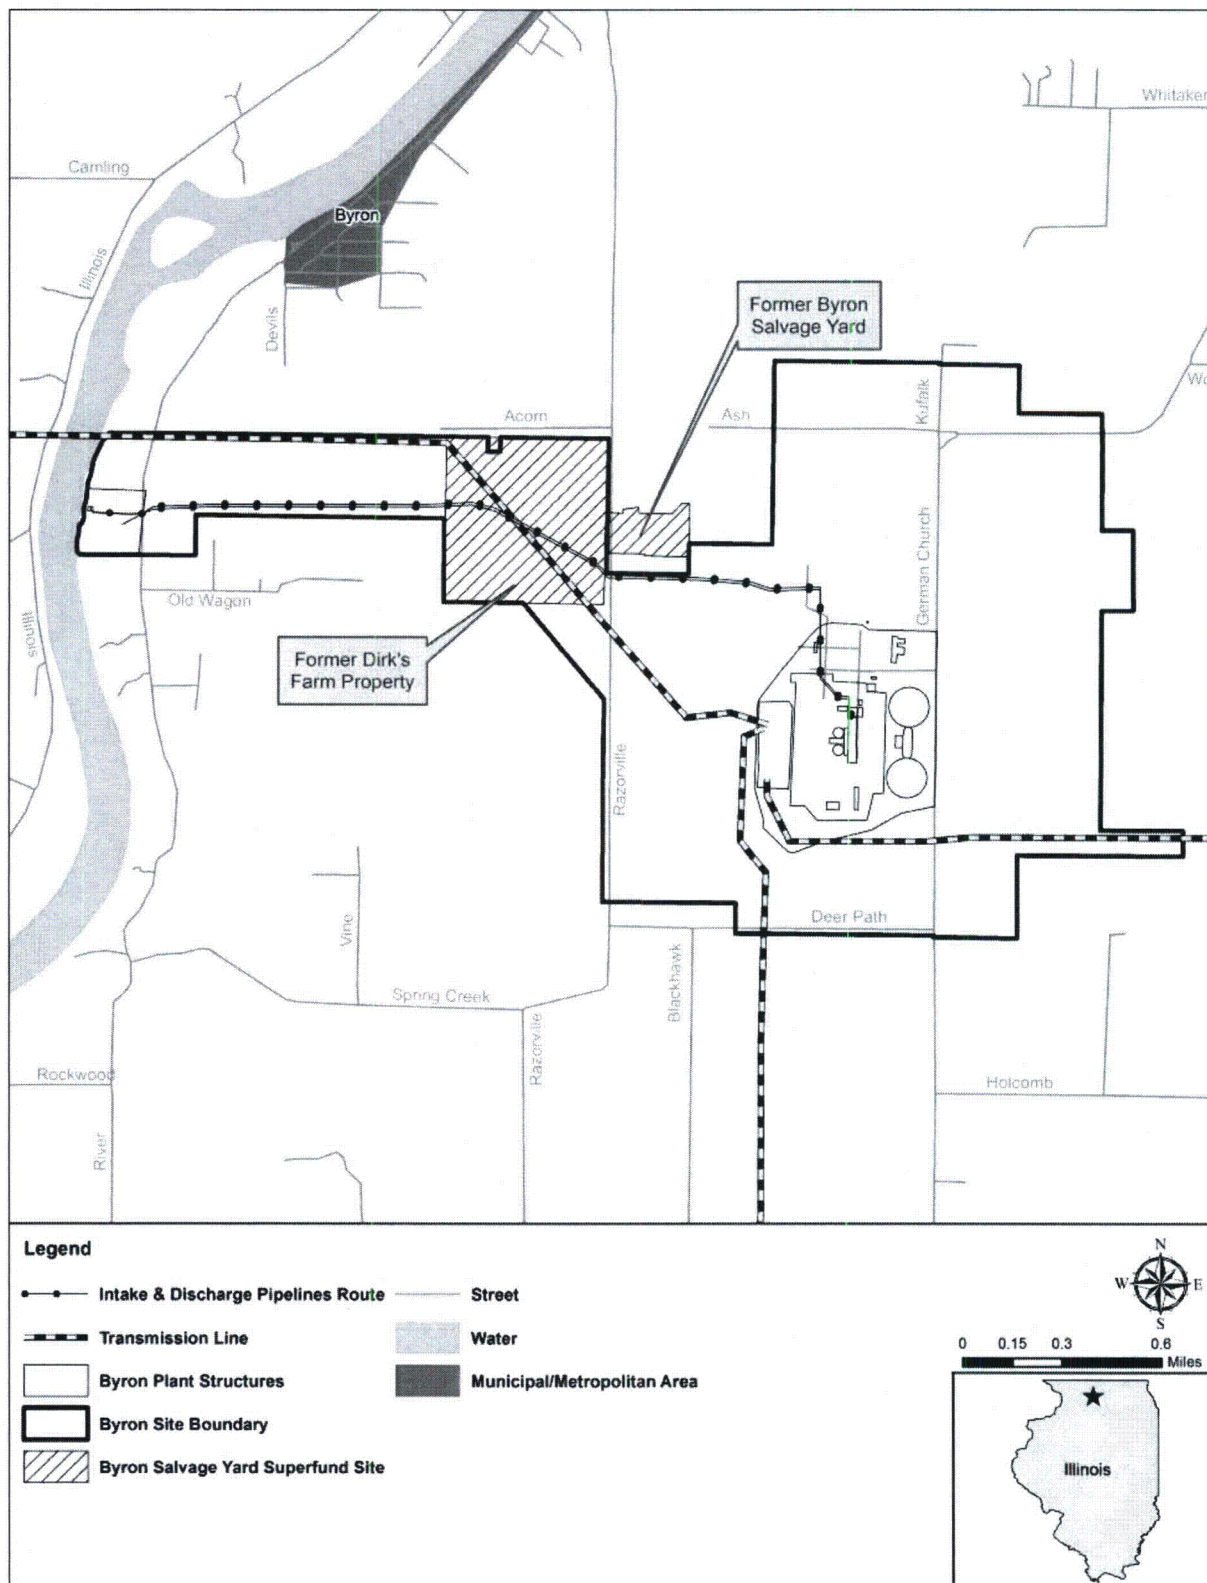 Whitaker
Camling
Byron
Illinois
Devils
Former Byron
Salvage Yard
Kufalk
Acorn
Ash
German Church
Old Wagon
Illinois
Former Dirk's
Farm Property
Razorville
Deer Path
Vine
Blackhawk
Spring Creek
Razorville
Rockwood
Holcomb
River
Legend
Intake & Discharge Pipelines Route
Street
Transmission Line
Water
Byron Plant Structures
Municipal/Metropolitan Area
Byron Site Boundary
Byron Salvage Yard Superfund Site
N
W
E
S
0 0.15 0.3 0.6
Miles
Illinois